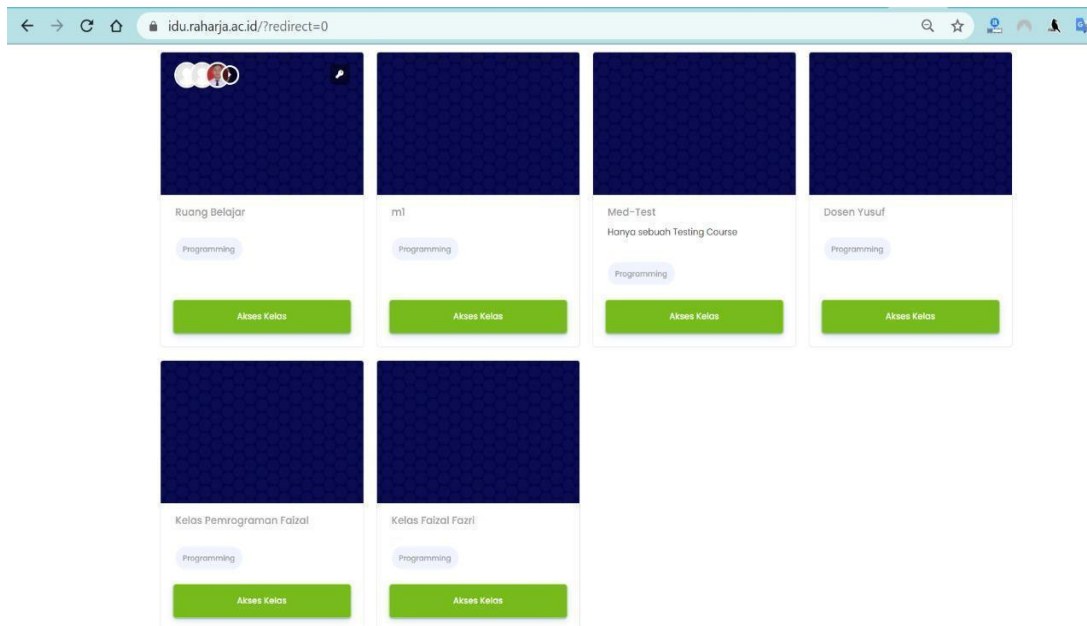 idu.raharja.ac.id/?redirect=0
Ruang Belajar
Programming
Akses Kelas
m1
Programming
Akses Kelas
Med-Test
Hanya sebuah Testing Course
Programming
Akses Kelas
Dosen Yusuf
Programming
Akses Kelas
Kelas Pemrograman Faizal
Programming
Akses Kelas
Kelas Faizal Fazri
Programming
Akses Kelas